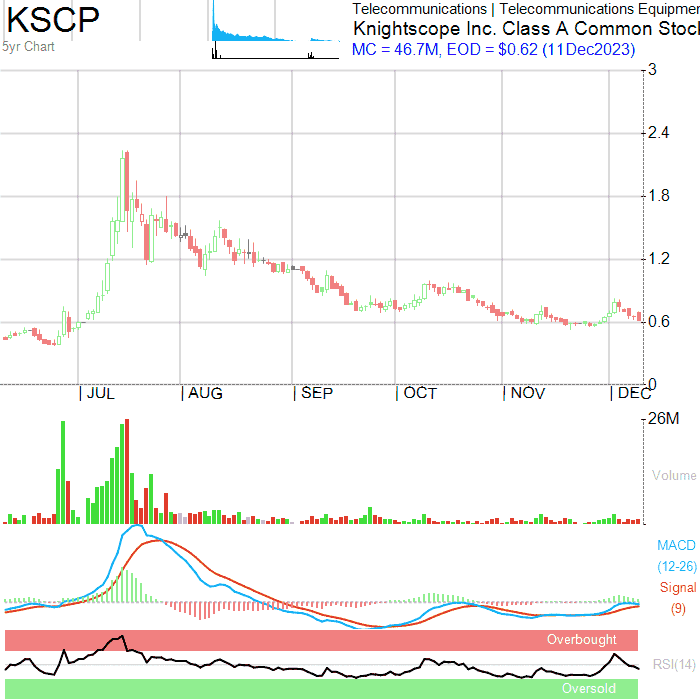 KSCP
5yr Chart
Telecommunications | Telecommunications Equipmen
Knightscope Inc. Class A Common Stoc
MC = 46.7M, EOD = $0.62 (11Dec2023)
3
2.4
1.8
1.2
0.6
0
| JUL | AUG | SEP | OCT | NOV | DEC
26M
Volume
MACD
(12-26)
Signal
(9)
Overbought
RSI(14)
Oversold